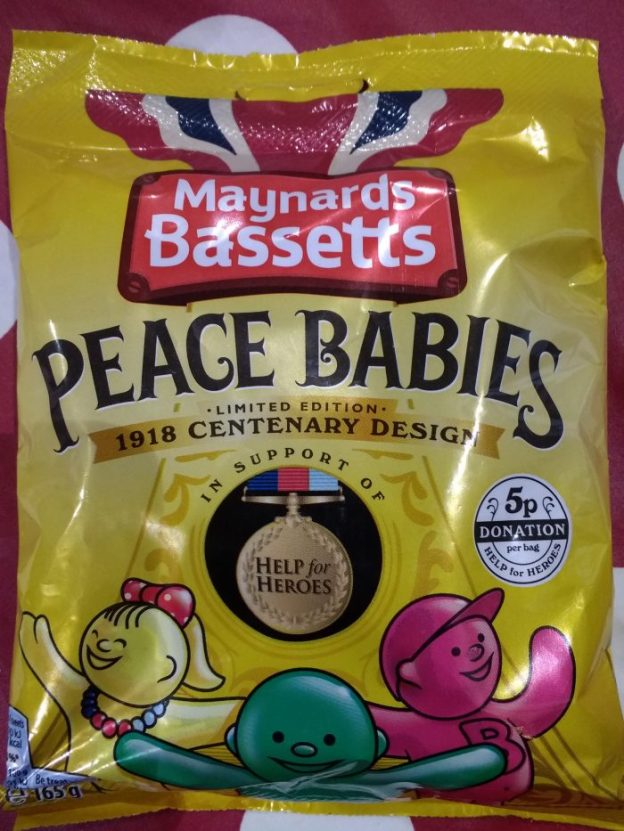 Maynards
Bassetts
PEACE BABIES
·LIMITED EDITION·
1918 CENTENARY DESIGN
IN SUPPORT OF
HELP for
HEROES
5p
DONATION
per bag
HELP for HEROES
B
kcal
165g